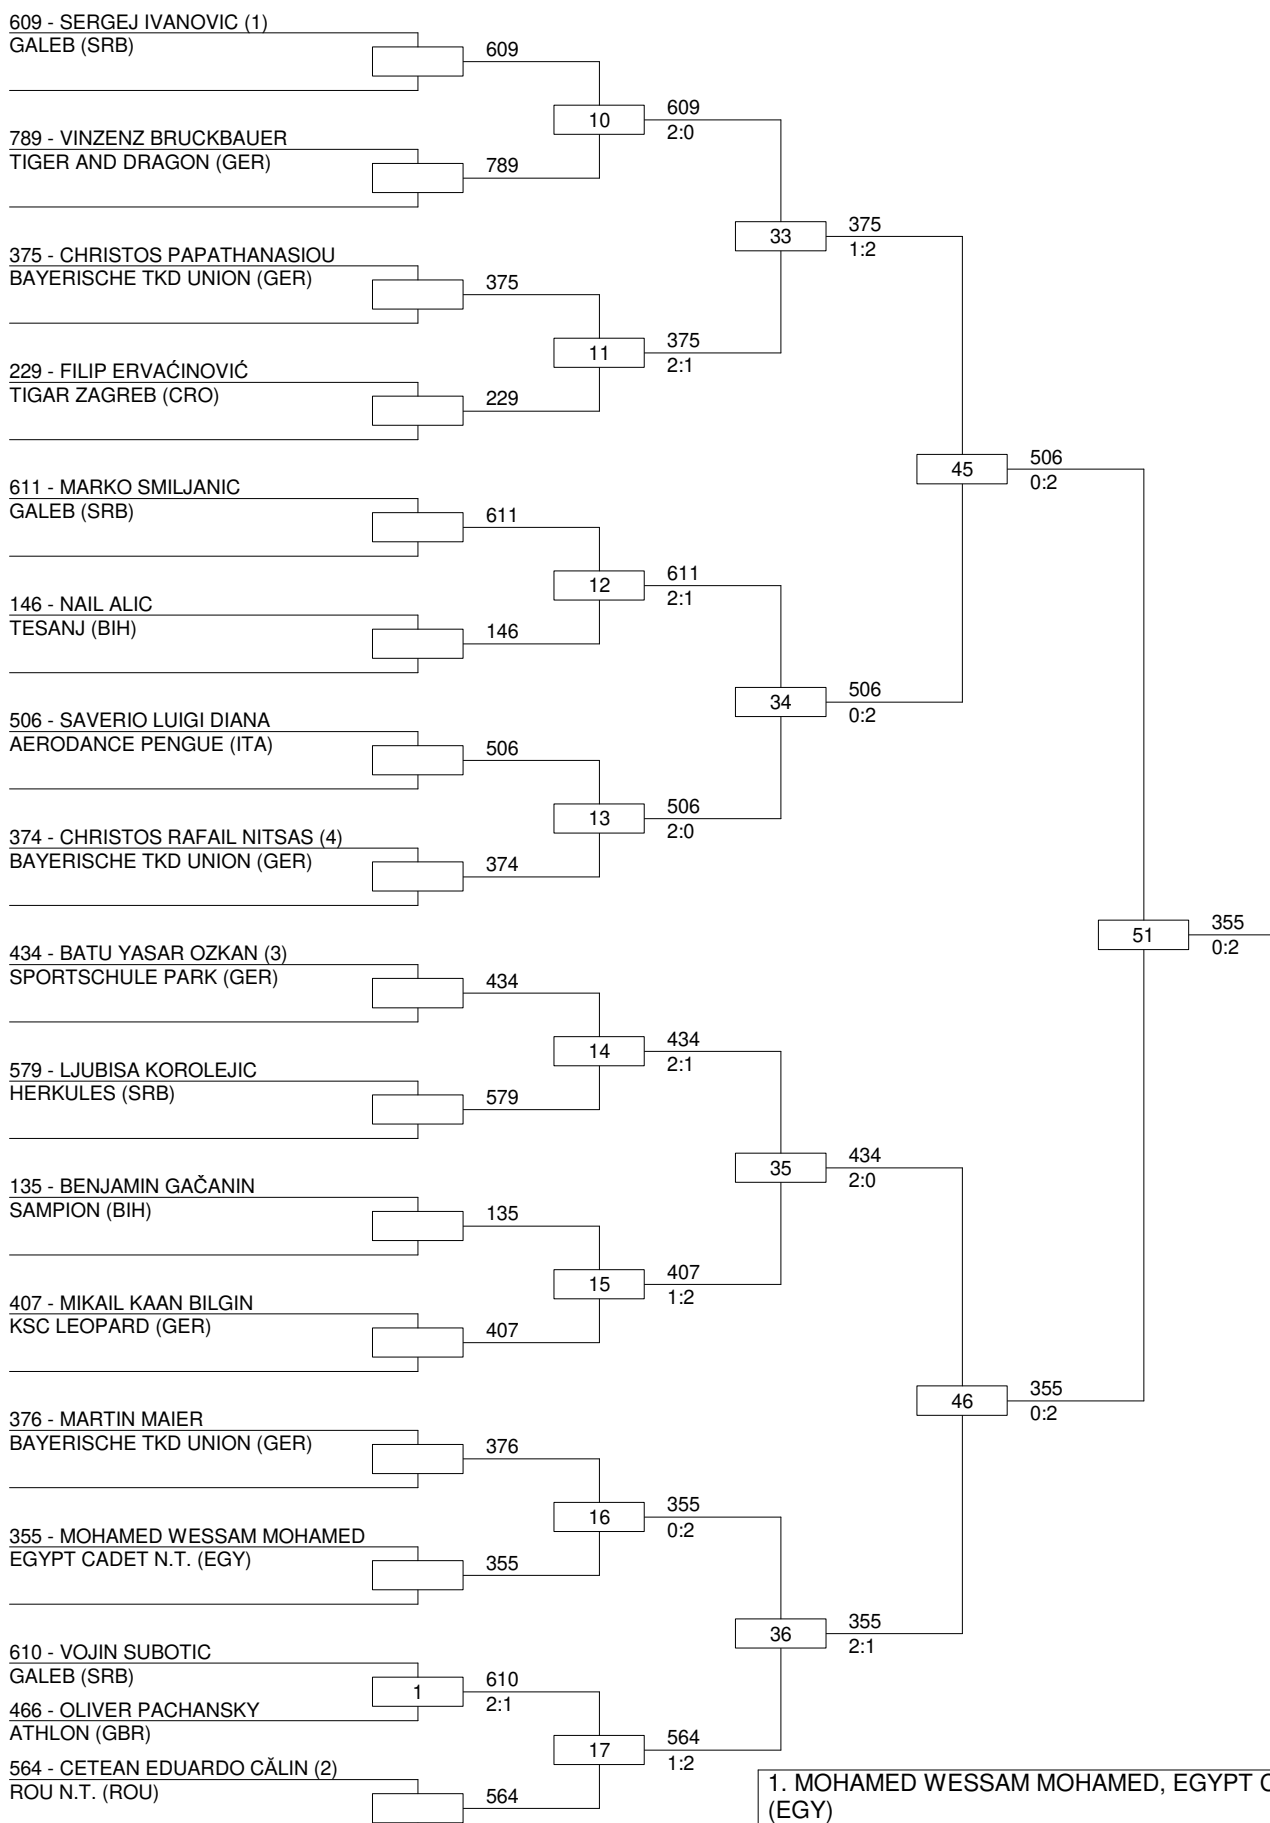 609 - SERGEJ IVANOVIC (1)
GALEB (SRB)
609
10
609
2:0
789 - VINZENZ BRUCKBAUER
TIGER AND DRAGON (GER)
789
33
375
1:2
375 - CHRISTOS PAPATHANASIOU
BAYERISCHE TKD UNION (GER)
375
11
375
2:1
229 - FILIP ERVAĆINOVIĆ
TIGAR ZAGREB (CRO)
229
45
506
0:2
611 - MARKO SMILJANIC
GALEB (SRB)
611
12
611
2:1
146 - NAIL ALIC
TESANJ (BIH)
146
34
506
0:2
506 - SAVERIO LUIGI DIANA
AERODANCE PENGUE (ITA)
506
13
506
2:0
374 - CHRISTOS RAFAIL NITSAS (4)
BAYERISCHE TKD UNION (GER)
374
51
355
0:2
434 - BATU YASAR OZKAN (3)
SPORTSCHULE PARK (GER)
434
14
434
2:1
579 - LJUBISA KOROLEJIC
HERKULES (SRB)
579
35
434
2:0
135 - BENJAMIN GAČANIN
SAMPION (BIH)
135
15
407
1:2
407 - MIKAIL KAAN BILGIN
KSC LEOPARD (GER)
407
46
355
0:2
376 - MARTIN MAIER
BAYERISCHE TKD UNION (GER)
376
16
355
0:2
355 - MOHAMED WESSAM MOHAMED
EGYPT CADET N.T. (EGY)
355
36
355
2:1
610 - VOJIN SUBOTIC
GALEB (SRB)
1
610
2:1
466 - OLIVER PACHANSKY
ATHLON (GBR)
17
564
1:2
564 - CETEAN EDUARDO CĂLIN (2)
ROU N.T. (ROU)
564
1. MOHAMED WESSAM MOHAMED, EGYPT
(EGY)